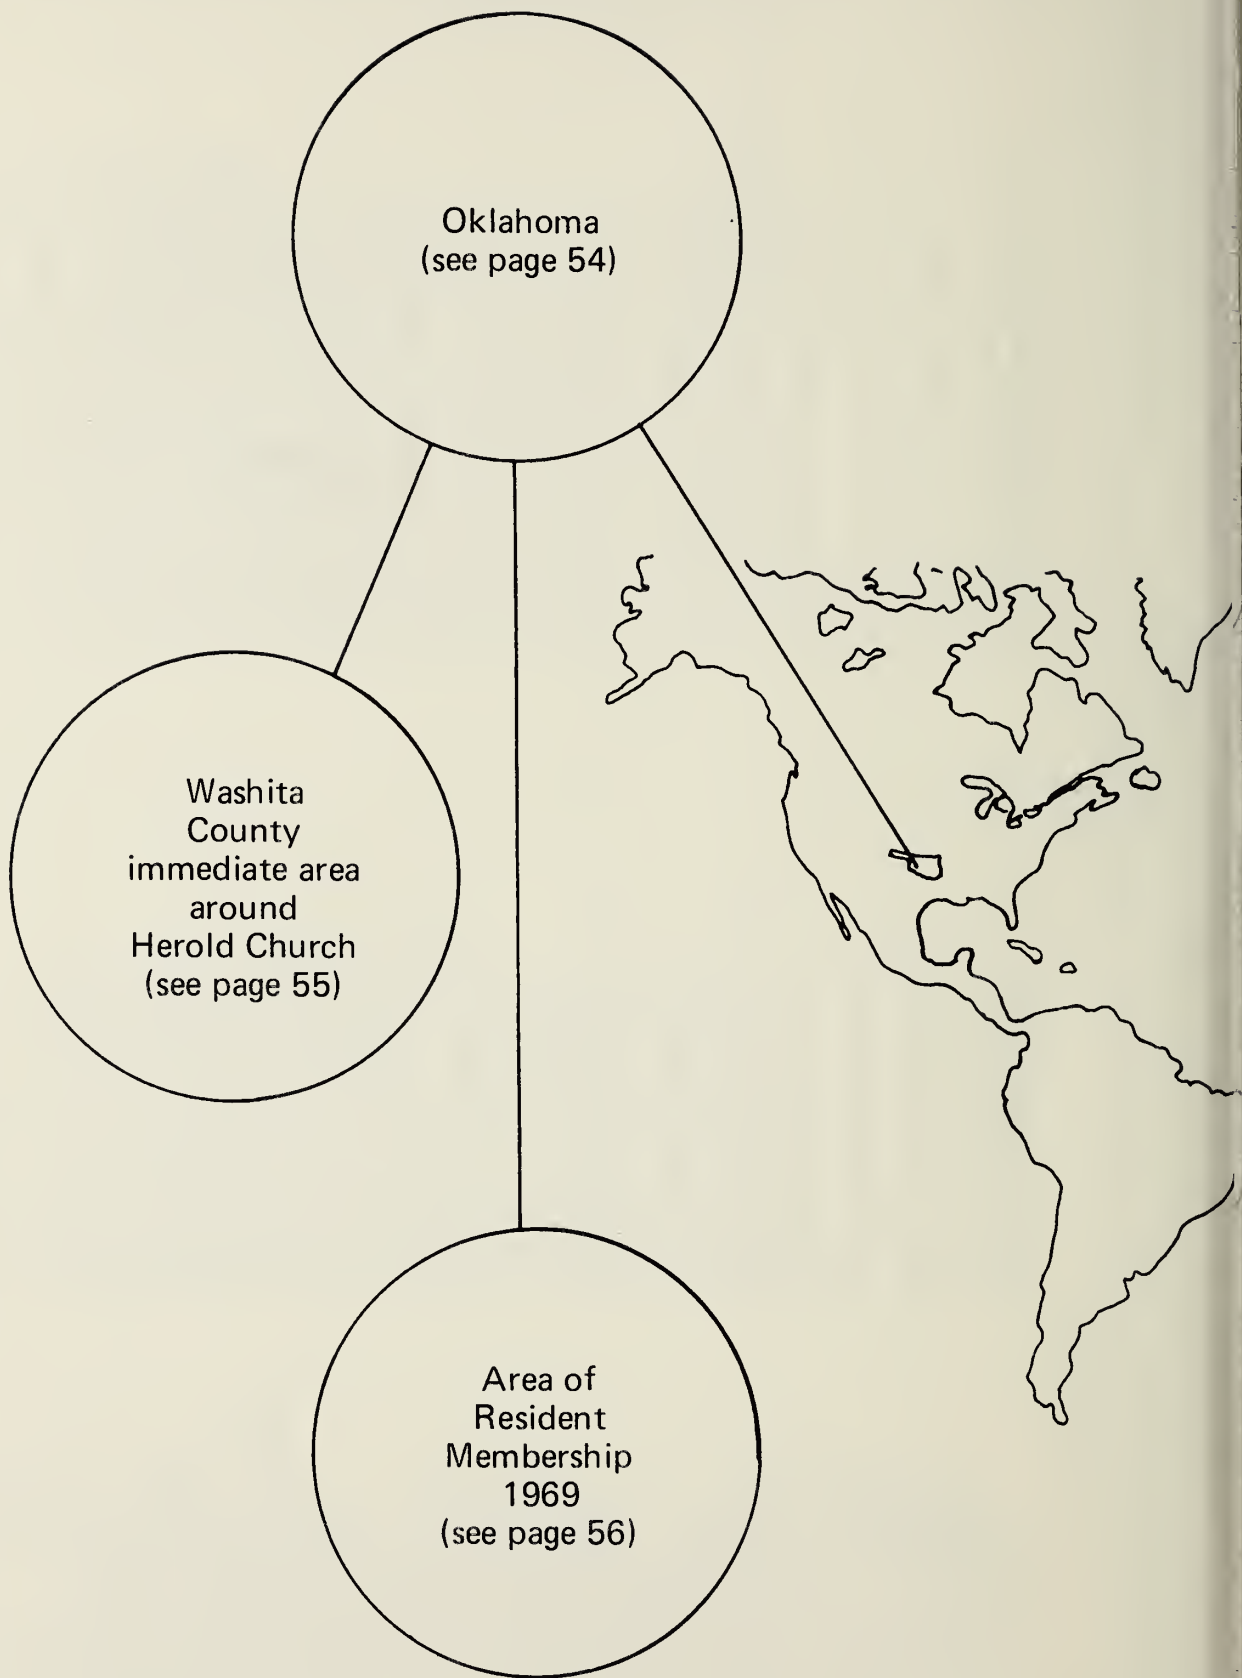 Oklahoma
(see page 54)
Washita
County
immediate area
around
Herold Church
(see page 55)
Area of
Resident
Membership
1969
(see page 56)